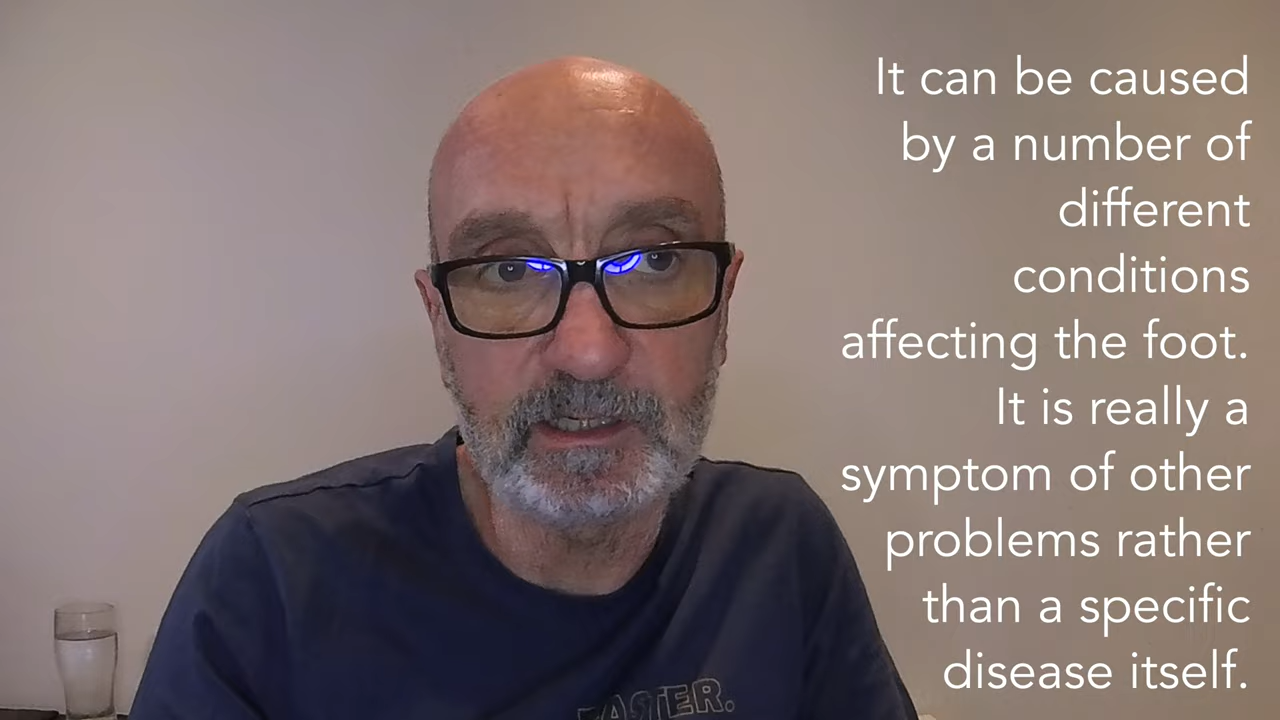 It can be caused
by a number of
different
conditions
affecting the foot.
It is really a
symptom of other
problems rather
than a specific
disease itself.
FASTER.